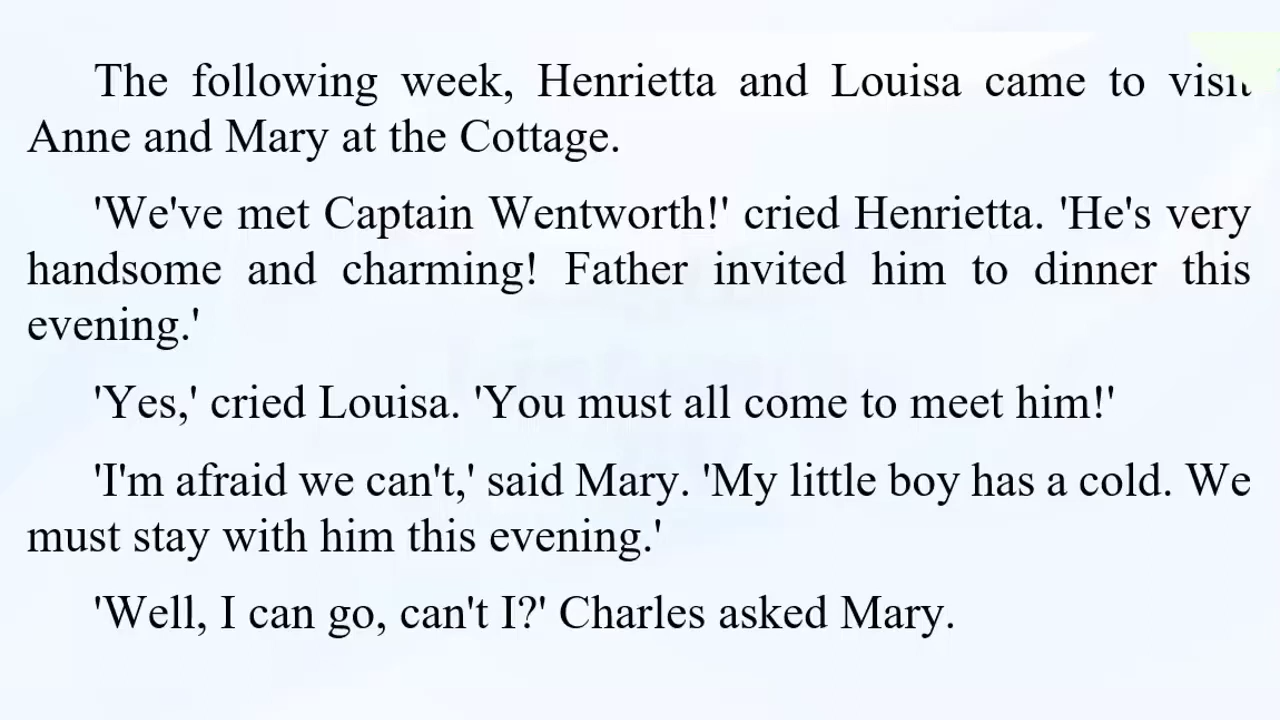 The following week, Henrietta and Louisa came to visit
Anne and Mary at the Cottage.
'We've met Captain Wentworth!' cried Henrietta. 'He's very
handsome and charming! Father invited him to dinner this
evening.'
'Yes,' cried Louisa. 'You must all come to meet him!'
'I'm afraid we can't,' said Mary. 'My little boy has a cold. We
must stay with him this evening.'
'Well, I can go, can't I?' Charles asked Mary.